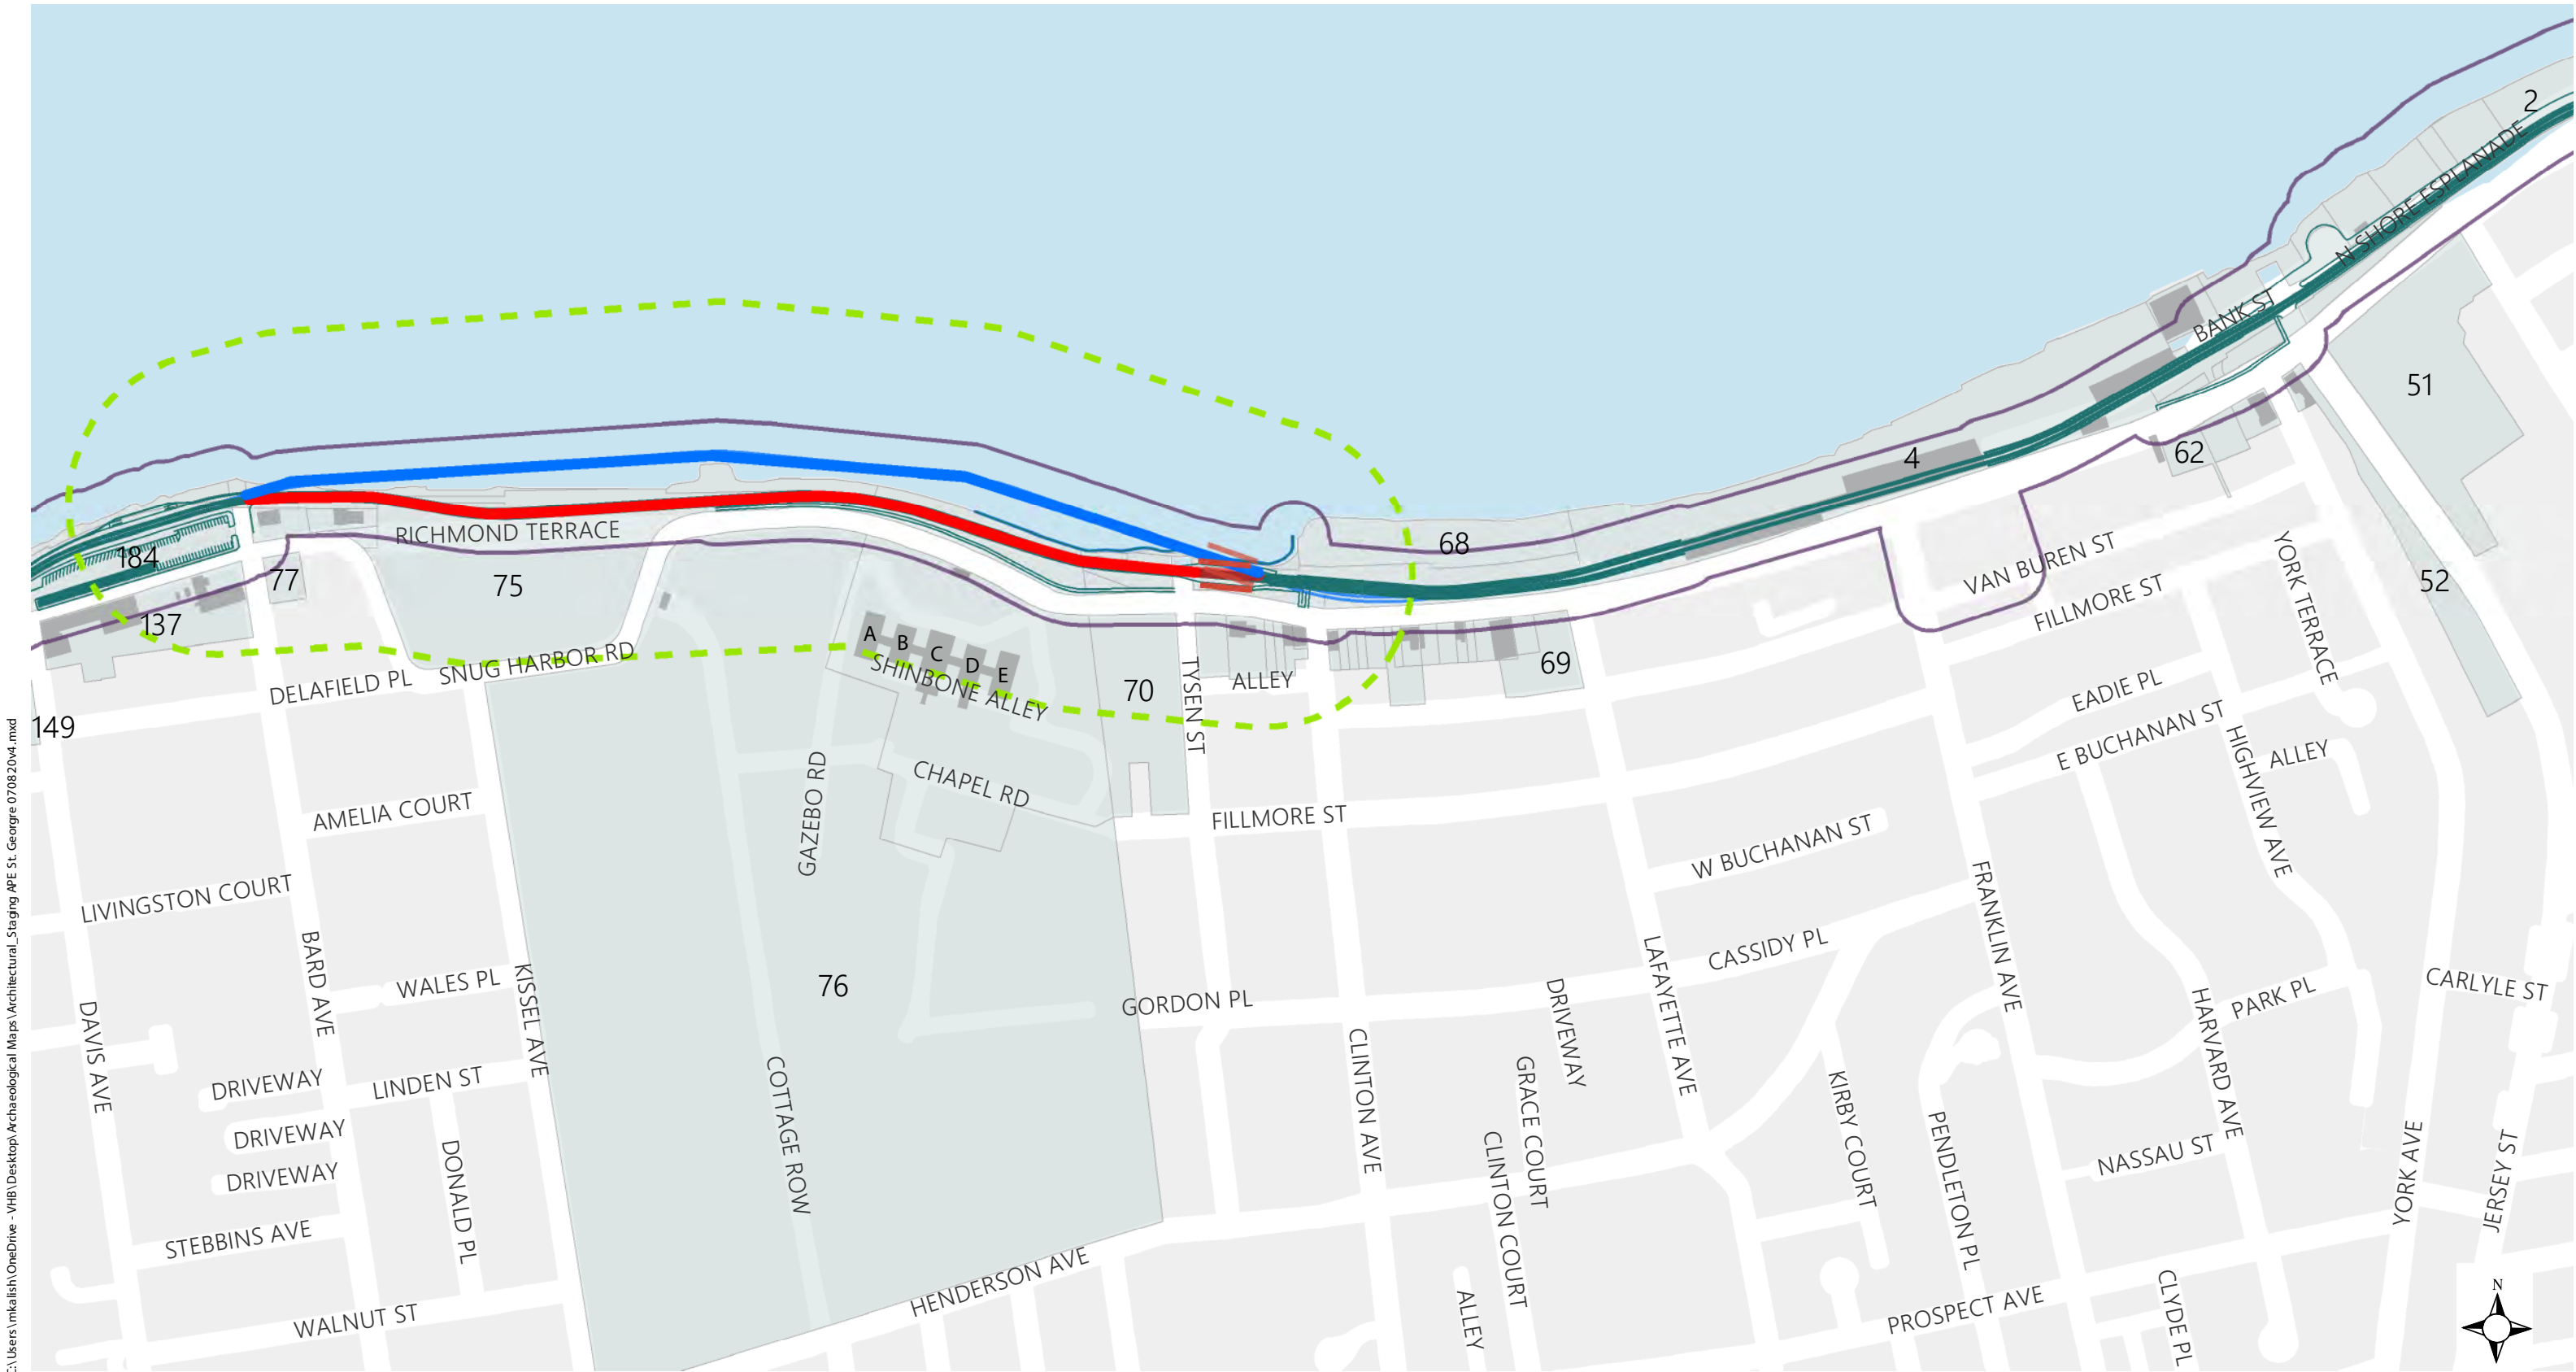 2
N SHORE ESPLANADE
BANK ST
51
4
62
RICHMOND TERRACE
68
184
77
75
137
VAN BUREN ST
FILLMORE ST
YORK TERRACE
52
A
B
C
D
E
SHINBONE ALLEY
SNUG HARBOR RD
DELAFIELD PL
70
TYSEN ST
ALLEY
69
EADIE PL
E BUCHANAN ST
HIGHVIEW AVE
ALLEY
149
AMELIA COURT
GAZEBO RD
CHAPEL RD
FILLMORE ST
W BUCHANAN ST
LIVINGSTON COURT
BARD AVE
WALES PL
KISSEL AVE
76
GORDON PL
CASSIDY PL
LAFAYETTE AVE
FRANKLIN AVE
DRIVEWAY
HARVARD AVE
PARK PL
CARLYLE ST
DAVIS AVE
DRIVEWAY
LINDEN ST
COTTAGE ROW
CLINTON AVE
GRACE COURT
KIRBY COURT
PENDLETON PL
NASSAU ST
YORK AVE
JERSEY ST
DRIVEWAY
DRIVEWAY
DONALD PL
CLINTON COURT
STEBBINS AVE
HENDERSON AVE
WALNUT ST
ALLEY
PROSPECT AVE
CLYDE PL
N
C:\Users\mkalish\OneDrive - VHB\Desktop\Archaeological Maps\Architectural_Staging APE St. Georgre 070820v4.mxd